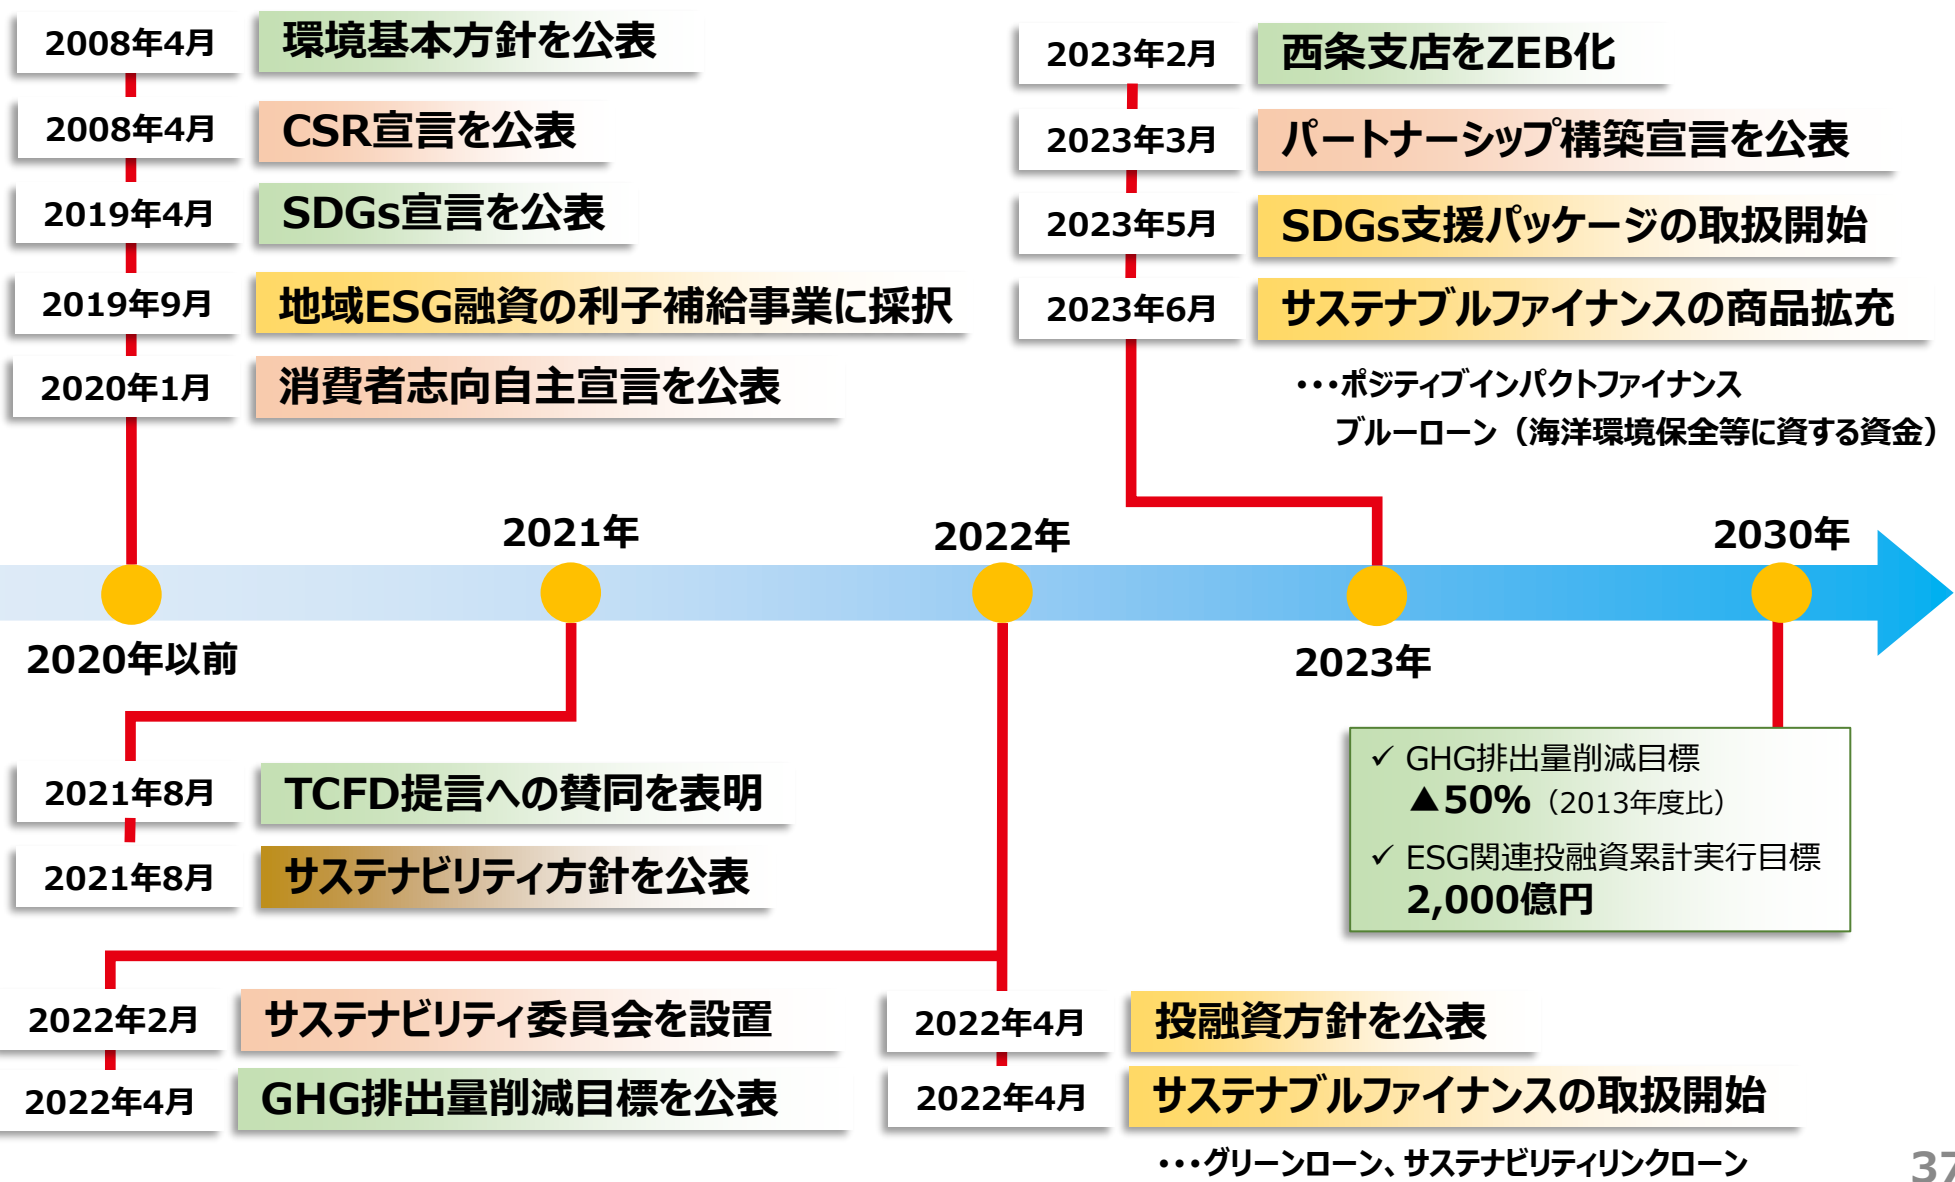 2008年4月 環境基本方針を公表
2008年4月 CSR宣言を公表
2019年4月 SDGs宣言を公表
2019年9月 地域ESG融資の利子補給事業に採択
2020年1月 消費者志向自主宣言を公表
2023年2月 西条支店をZEB化
2023年3月 パートナーシップ構築宣言を公表
2023年5月 SDGs支援パッケージの取扱開始
2023年6月 サステナブルファイナンスの商品拡充
・・・ポジティブインパクトファイナンス
ブルーローン（海洋環境保全等に資する資金）
2021年
2022年
2030年
2020年以前
2023年
2021年8月 TCFD提言への賛同を表明
2021年8月 サステナビリティ方針を公表
✓ GHG排出量削減目標
▲50%（2013年度比）
✓ ESG関連投融資累計実行目標
2,000億円
2022年2月 サステナビリティ委員会を設置
2022年4月 GHG排出量削減目標を公表
2022年4月 投融資方針を公表
2022年4月 サステナブルファイナンスの取扱開始
・・・グリーンローン、サステナビリティリンクローン
37